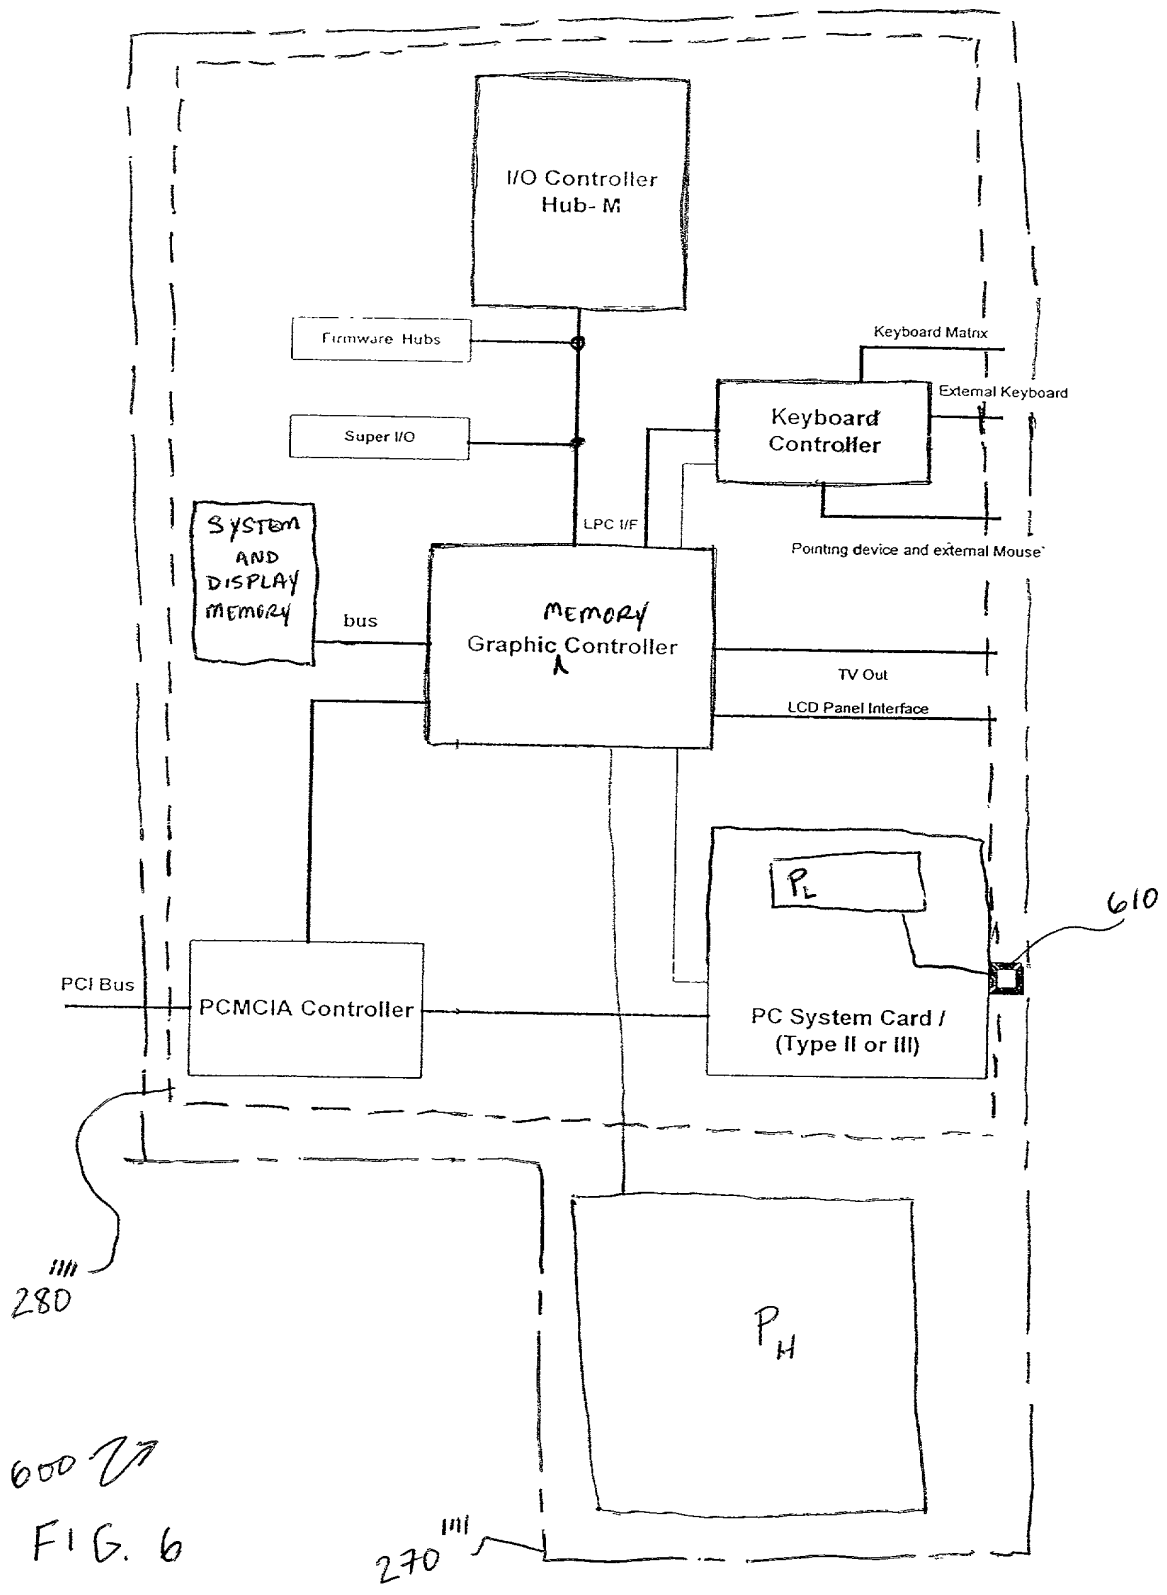 I/O Controller
Hub- M
Firmware Hubs
Keyboard Matrix
External Keyboard
Keyboard
Controller
Super I/O
LPC I/F
Pointing device and external Mouse
SYSTEM
AND
DISPLAY
MEMORY
bus
MEMORY
Graphic Controller
TV Out
LCD Panel Interface
PL
610
PCI Bus
PCMCIA Controller
PC System Card /
(Type II or III)
280''''
PH
600
FIG. 6
270''''